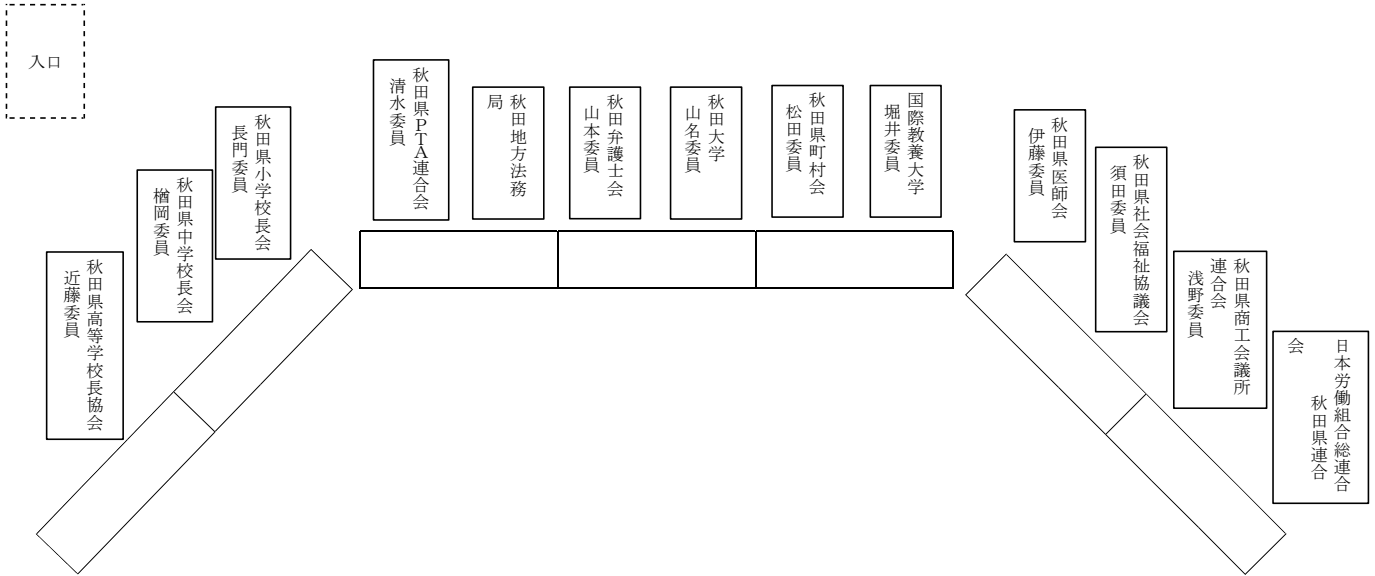 入口
秋田県高等学校長協会
近藤委員
秋田県中学校長会
楢岡委員
秋田県小学校長会
長門委員
秋田県PTA連合会
清水委員
秋田地方法務
局
秋田弁護士会
山本委員
秋田大学
山名委員
秋田県町村会
松田委員
国際教養大学
堀井委員
秋田県医師会
伊藤委員
秋田県社会福祉協議会
須田委員
秋田県商工会議所
連合会
浅野委員
日本労働組合総連合
秋田県連合
会